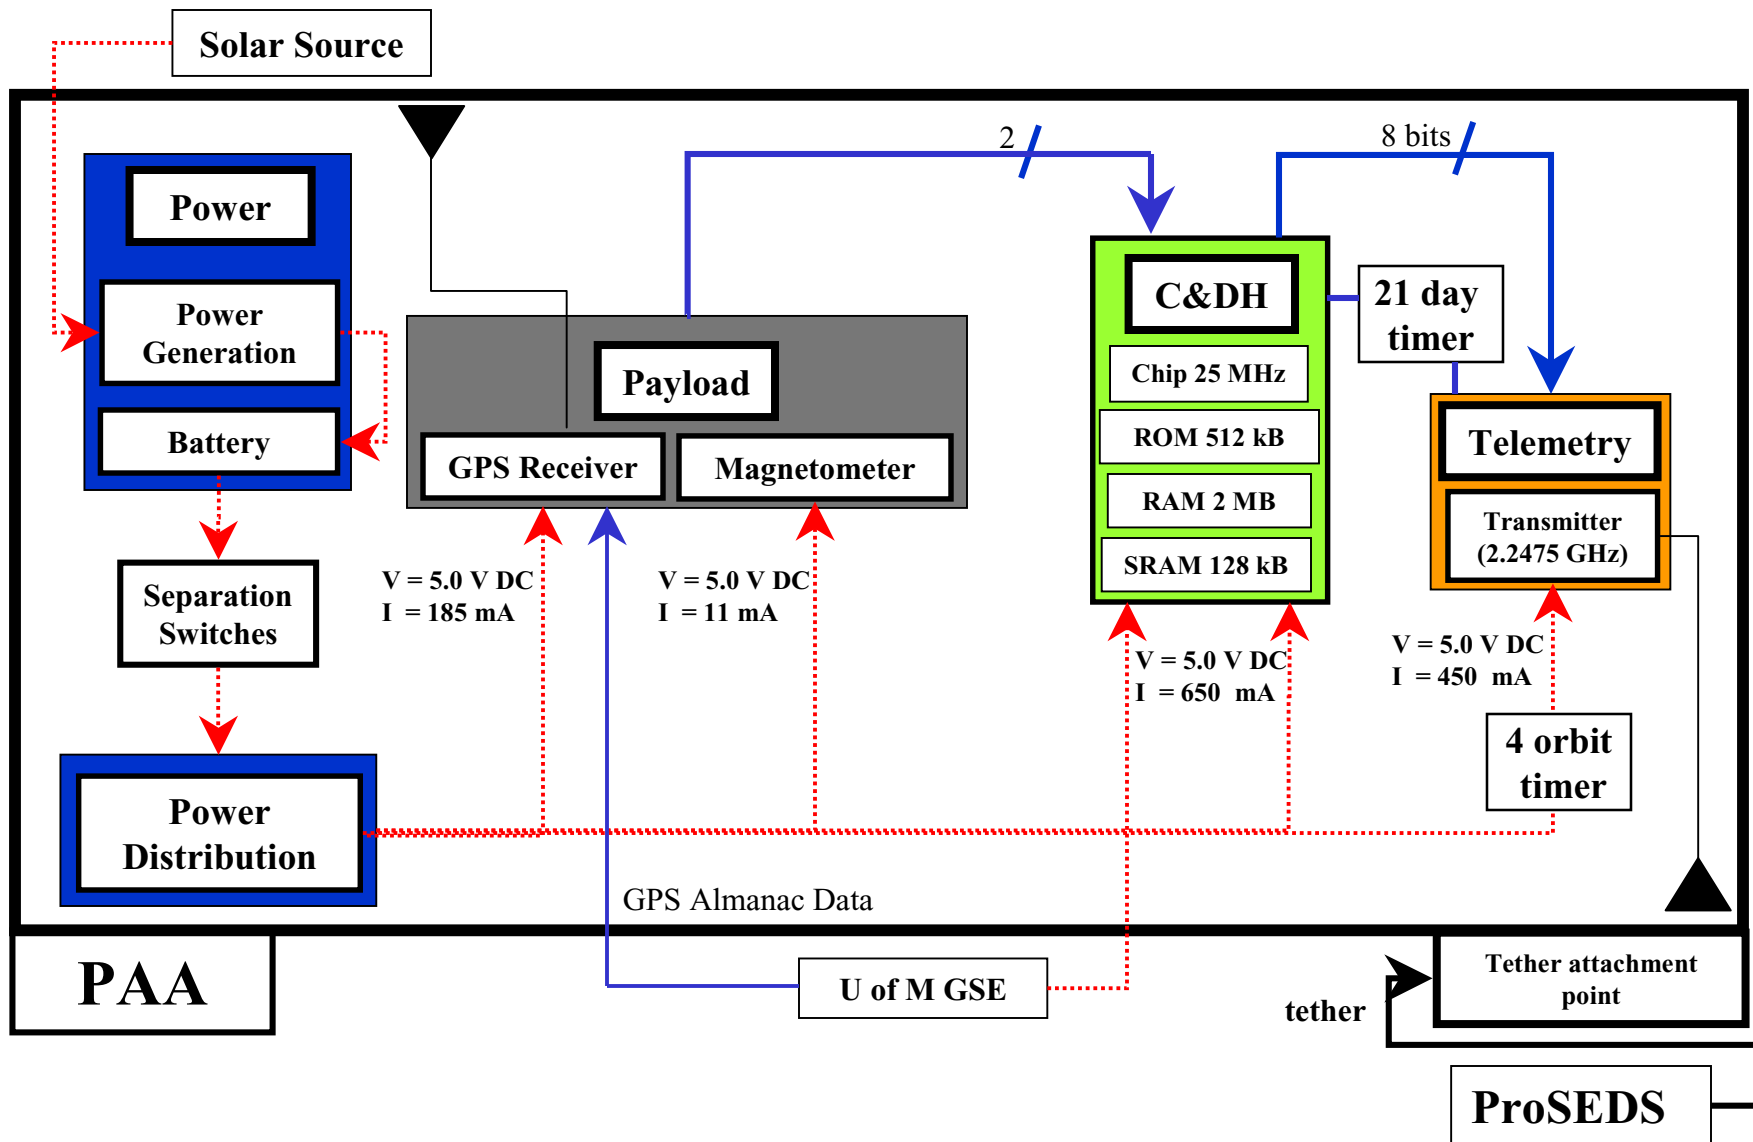 Solar Source
2
8 bits
Power
Power
Generation
Battery
Separation
Switches
Power
Distribution
Payload
GPS Receiver
Magnetometer
V = 5.0 V DC
I = 185 mA
V = 5.0 V DC
I = 11 mA
C&DH
Chip 25 MHz
ROM 512 kB
RAM 2 MB
SRAM 128 kB
V = 5.0 V DC
I = 650 mA
21 day
timer
Telemetry
Transmitter
(2.2475 GHz)
V = 5.0 V DC
I = 450 mA
4 orbit
timer
GPS Almanac Data
PAA
U of M GSE
tether
Tether attachment
point
ProSEDS